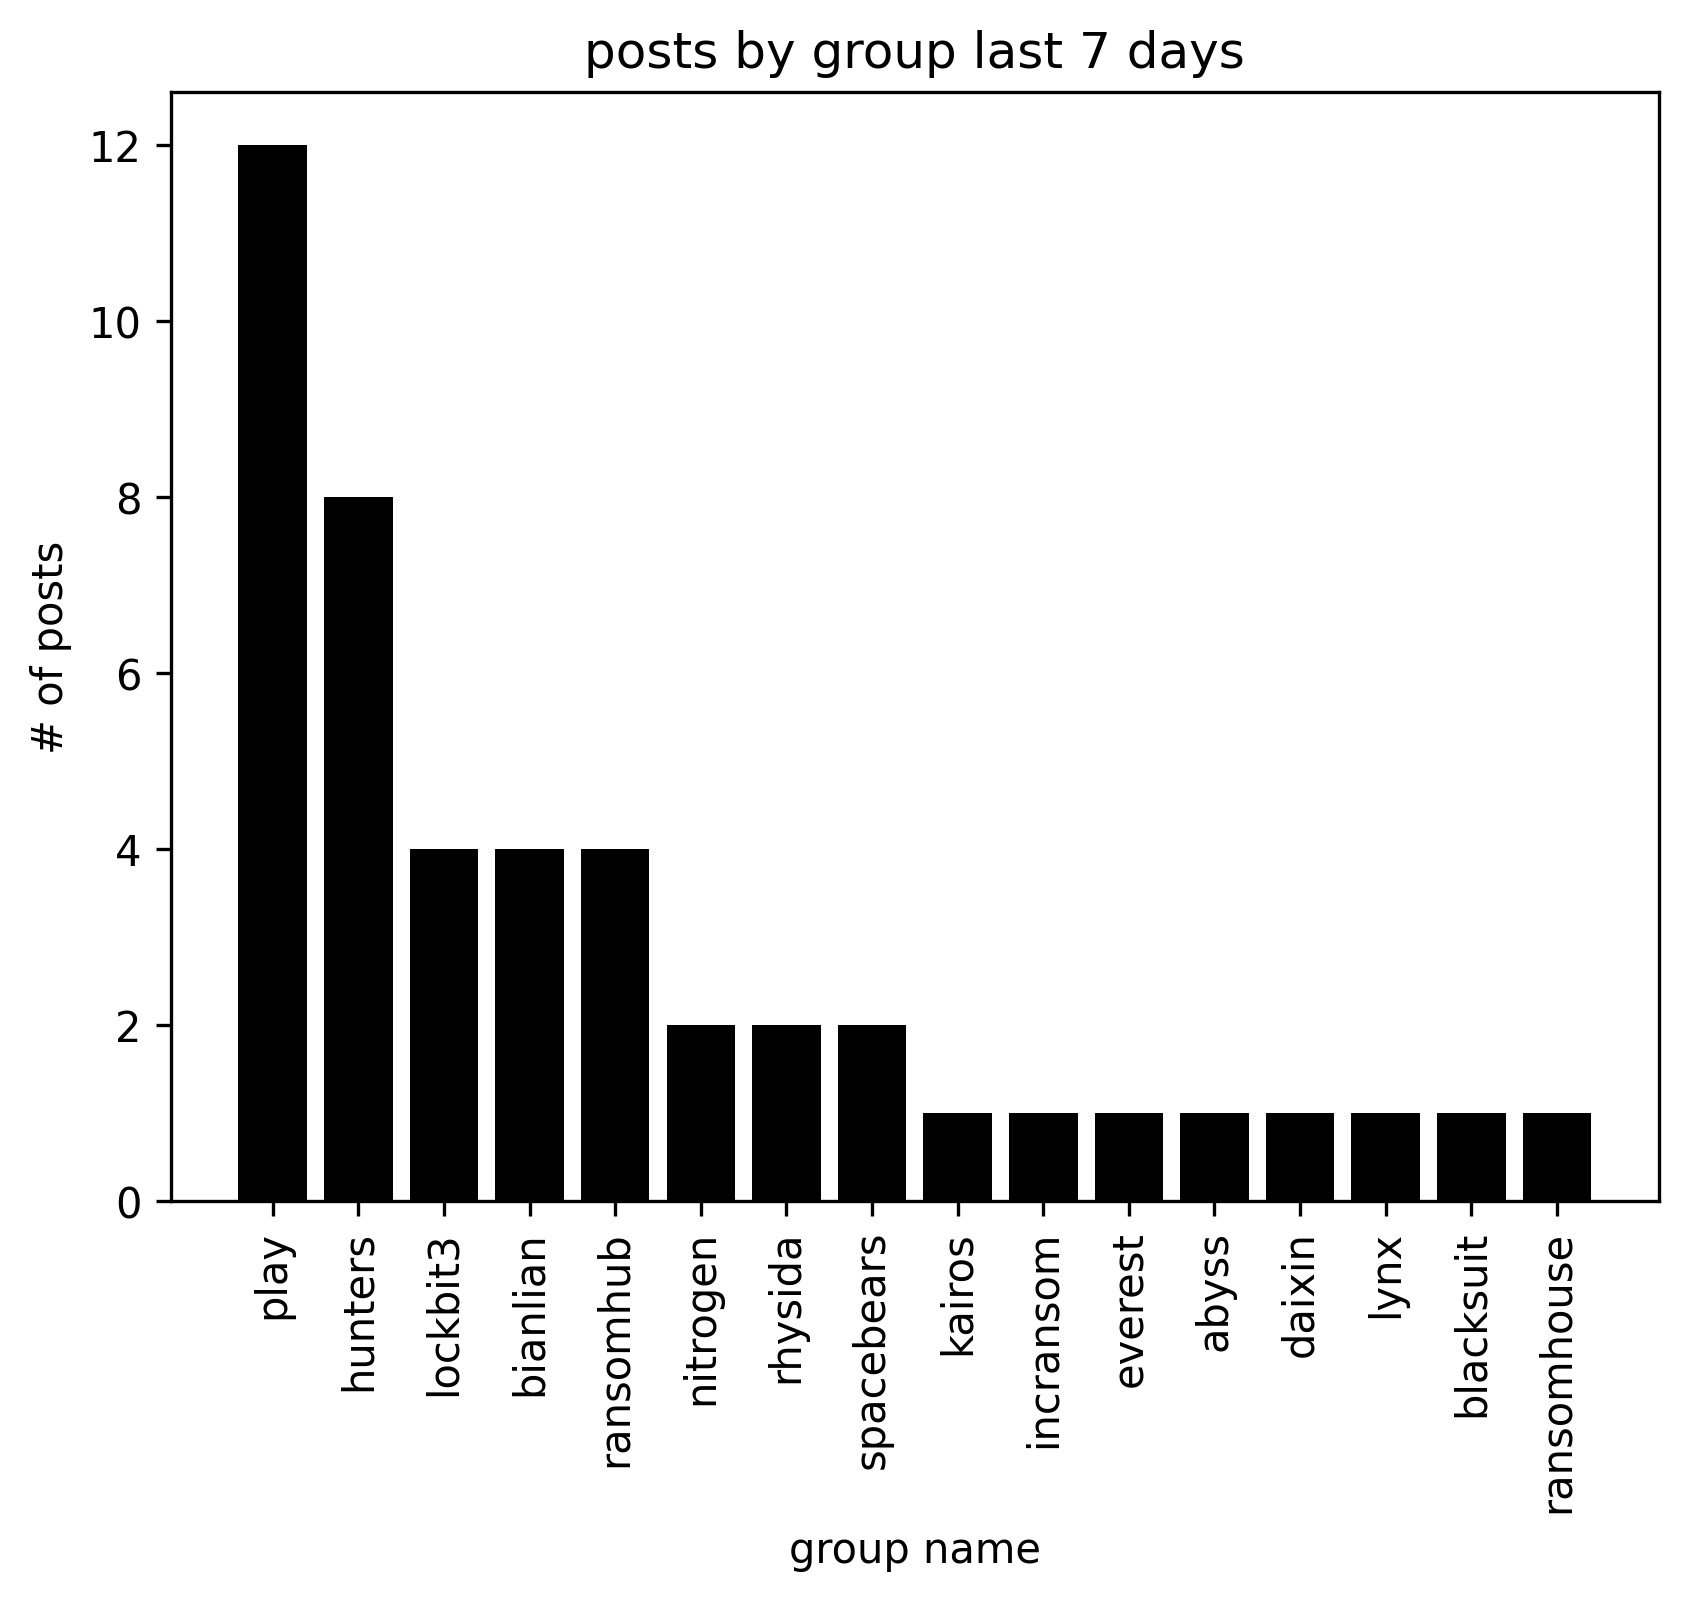 posts by group last 7 days
# of posts
12
10
8
6
4
2
0
play
hunters
lockbit3
bianlian
ransomhub
nitrogen
rhysida
spacebears
kairos
incransom
everest
abyss
daixin
lynx
blacksuit
ransomhouse
group name